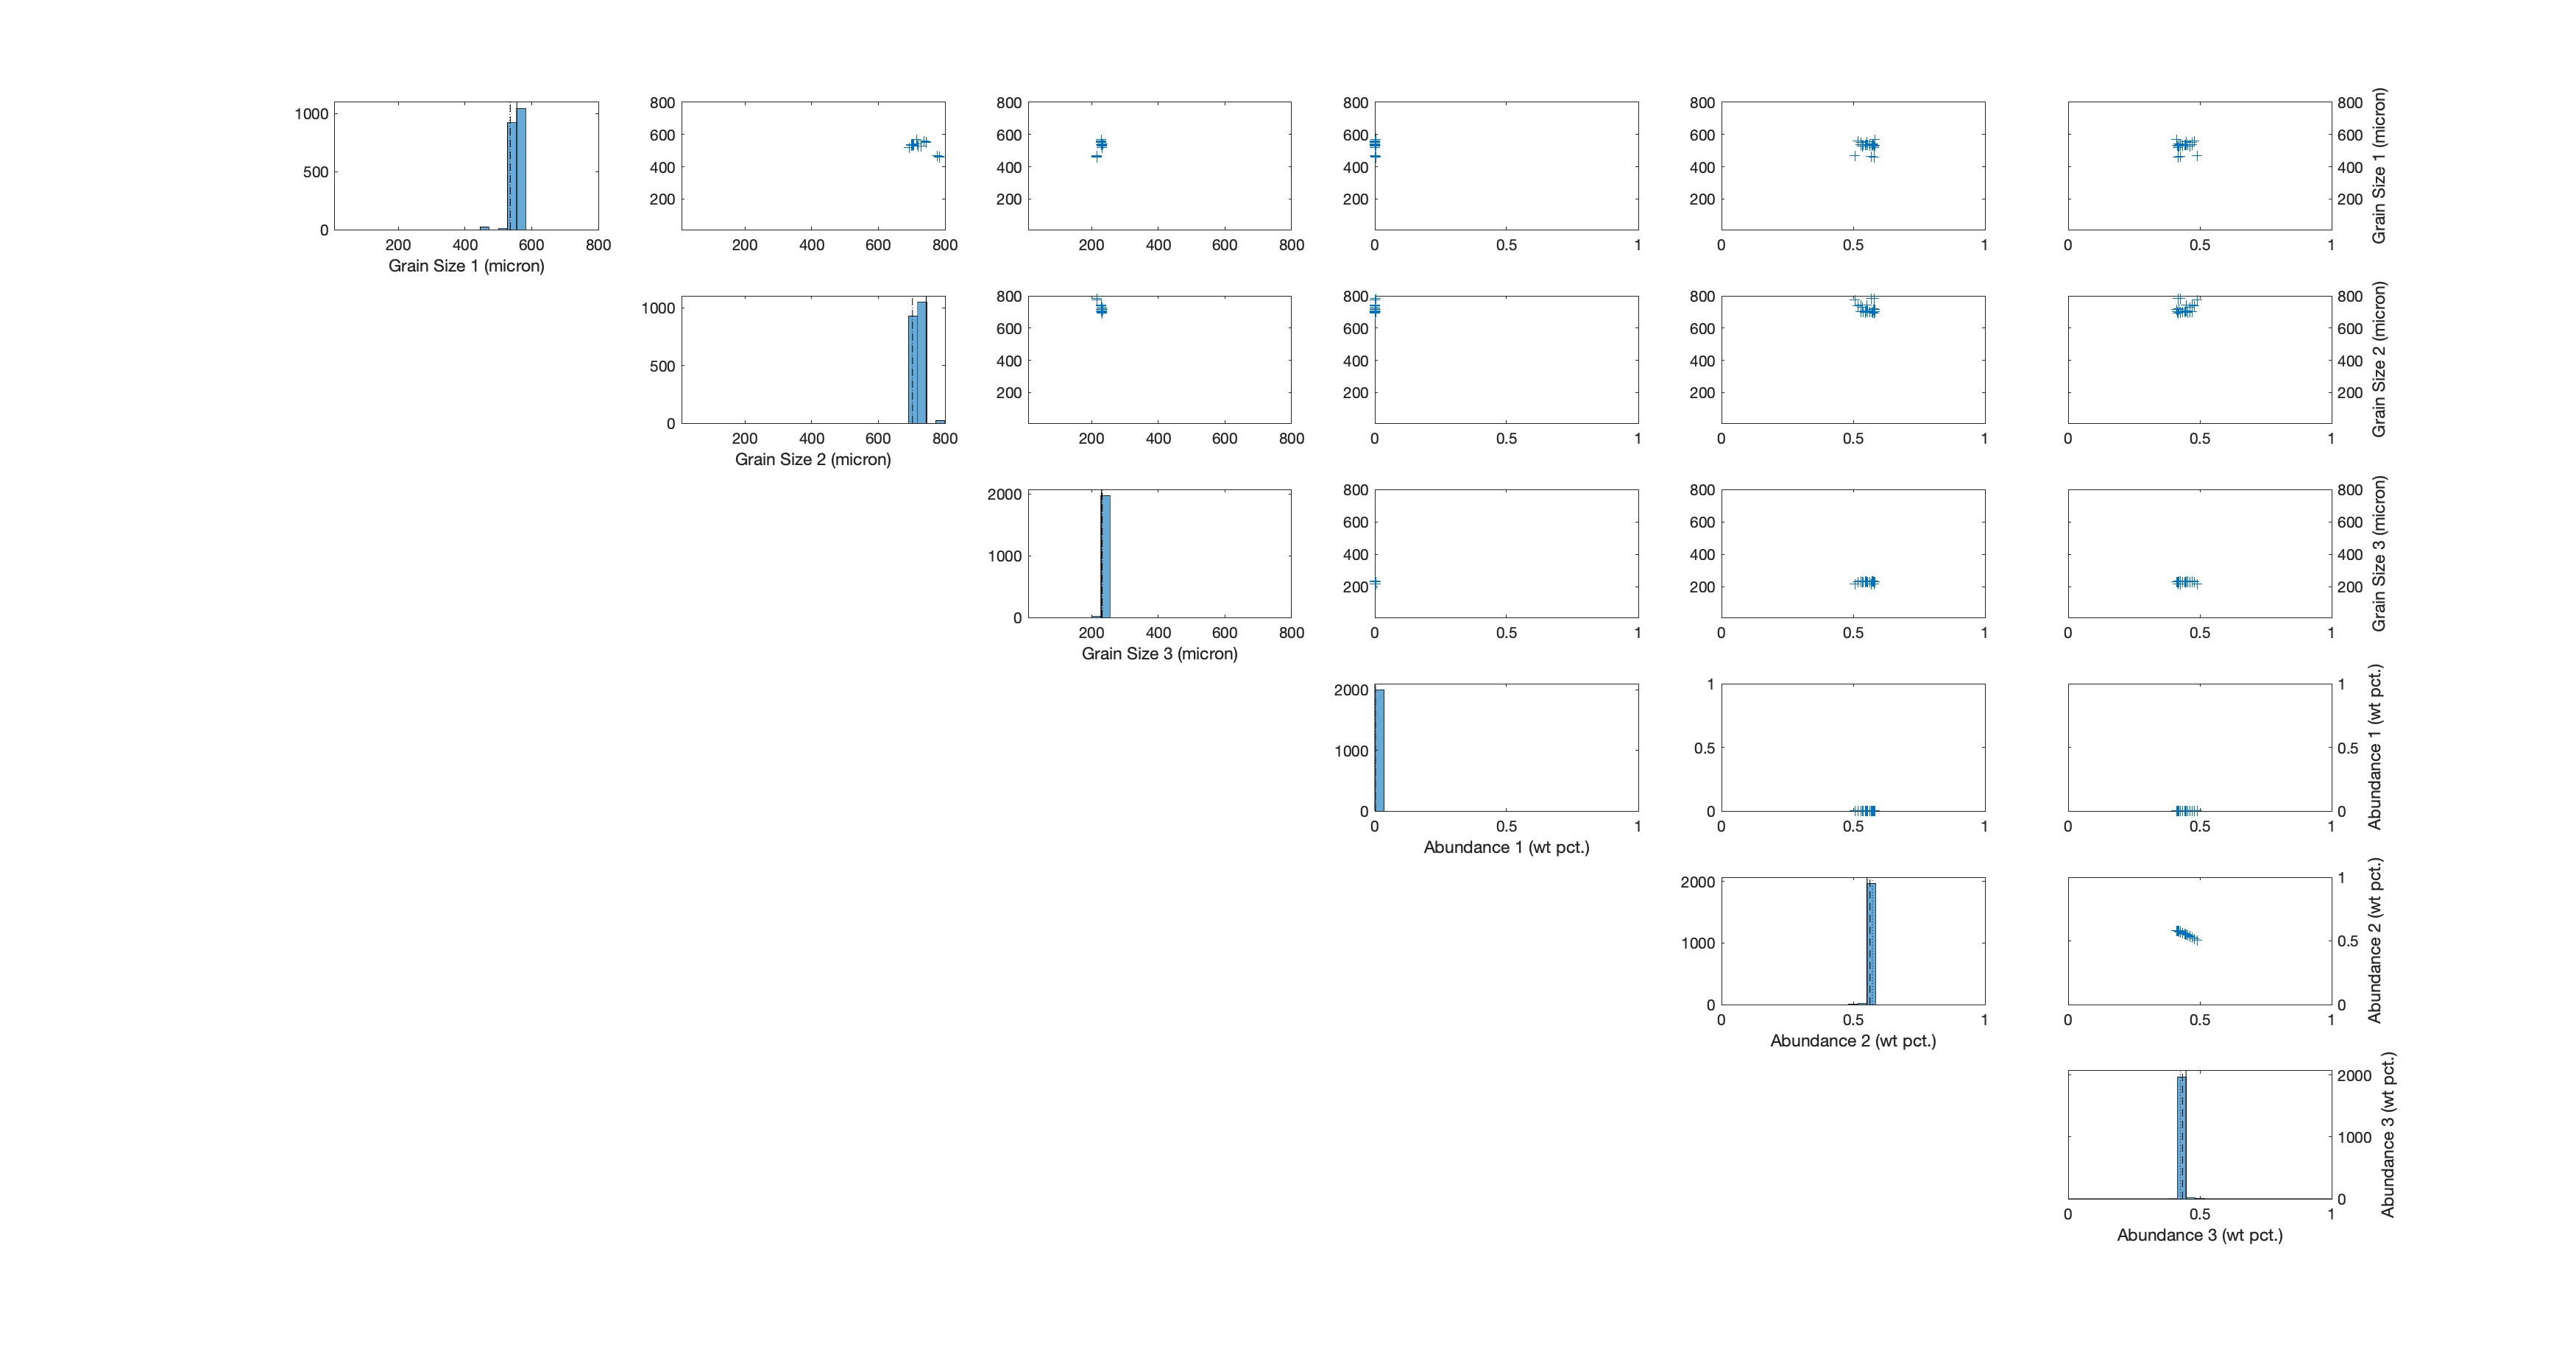 800 800 800 800 800
1000
600 600 600 600 600
500 400 400 400 400 400
200 200 200 200 200
0
Grain Size 1 (micron)
200 400 600 800 200 400 600 800 200 400 600 800 0 0.5 1 0 0.5 1 0 0.5 1
Grain Size 1 (micron)
800 800 800 800
1000
600 600 600 600
500 400 400 400 400
200 200 200 200
0
Grain Size 2 (micron)
200 400 600 800 200 400 600 800 0 0.5 1 0 0.5 1 0 0.5 1
Grain Size 2 (micron)
2000 800 800 800
600 600 600
1000 400 400 400
200 200 200
0
Grain Size 3 (micron)
200 400 600 800 0 0.5 1 0 0.5 1 0 0.5 1
Grain Size 3 (micron)
2000 1 1
1000 0.5 0.5
0 0 0
Abundance 1 (wt pct.)
0 0.5 1 0 0.5 1 0 0.5 1
Abundance 1 (wt pct.)
2000 1
1000 0.5
0 0
Abundance 2 (wt pct.)
0 0.5 1 0 0.5 1
Abundance 2 (wt pct.)
2000
1000
0
Abundance 3 (wt pct.)
0 0.5 1
Abundance 3 (wt pct.)